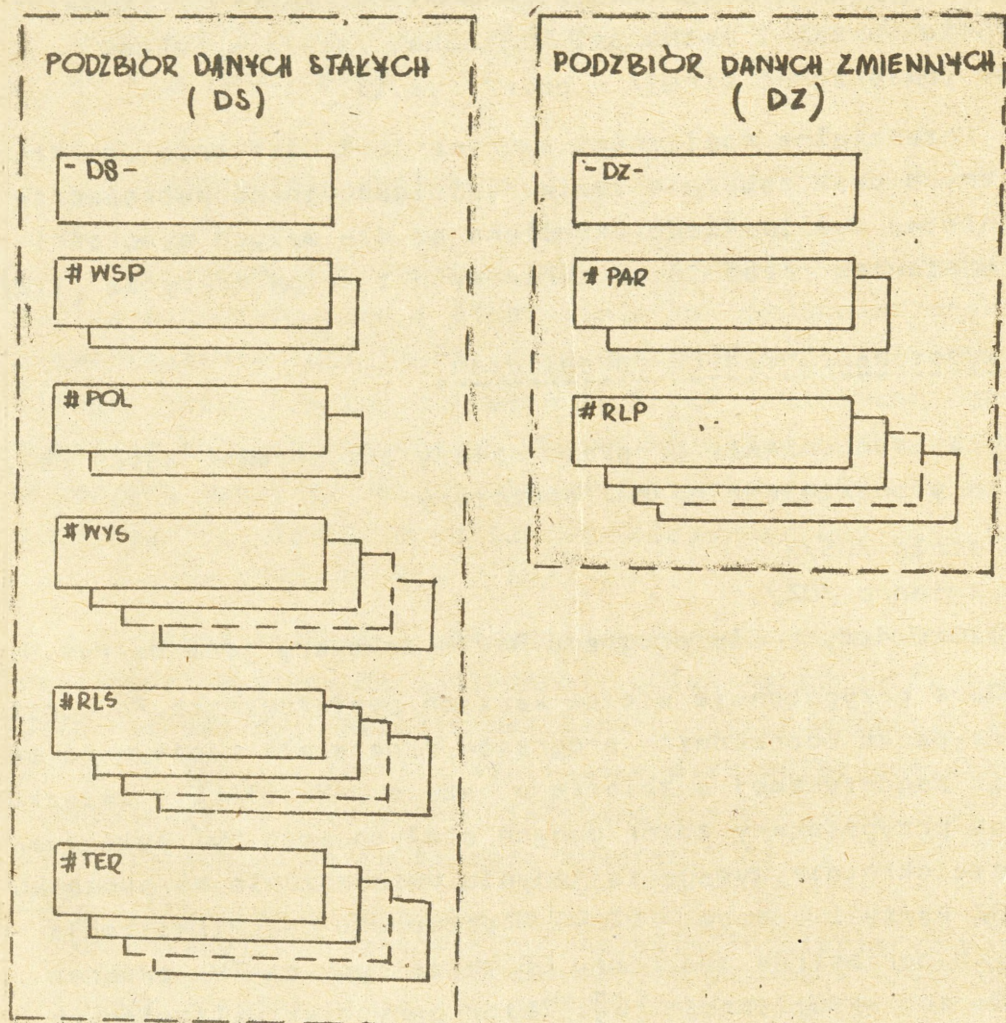 PODZBIÓR DANYCH STAŁYCH
( DS)
- DS -
# WSP
# POL
# WYS
# RLS
# TER
PODZBIÓR DANYCH ZMIENNYCH
( DZ)
- DZ -
# PAR
# RLP